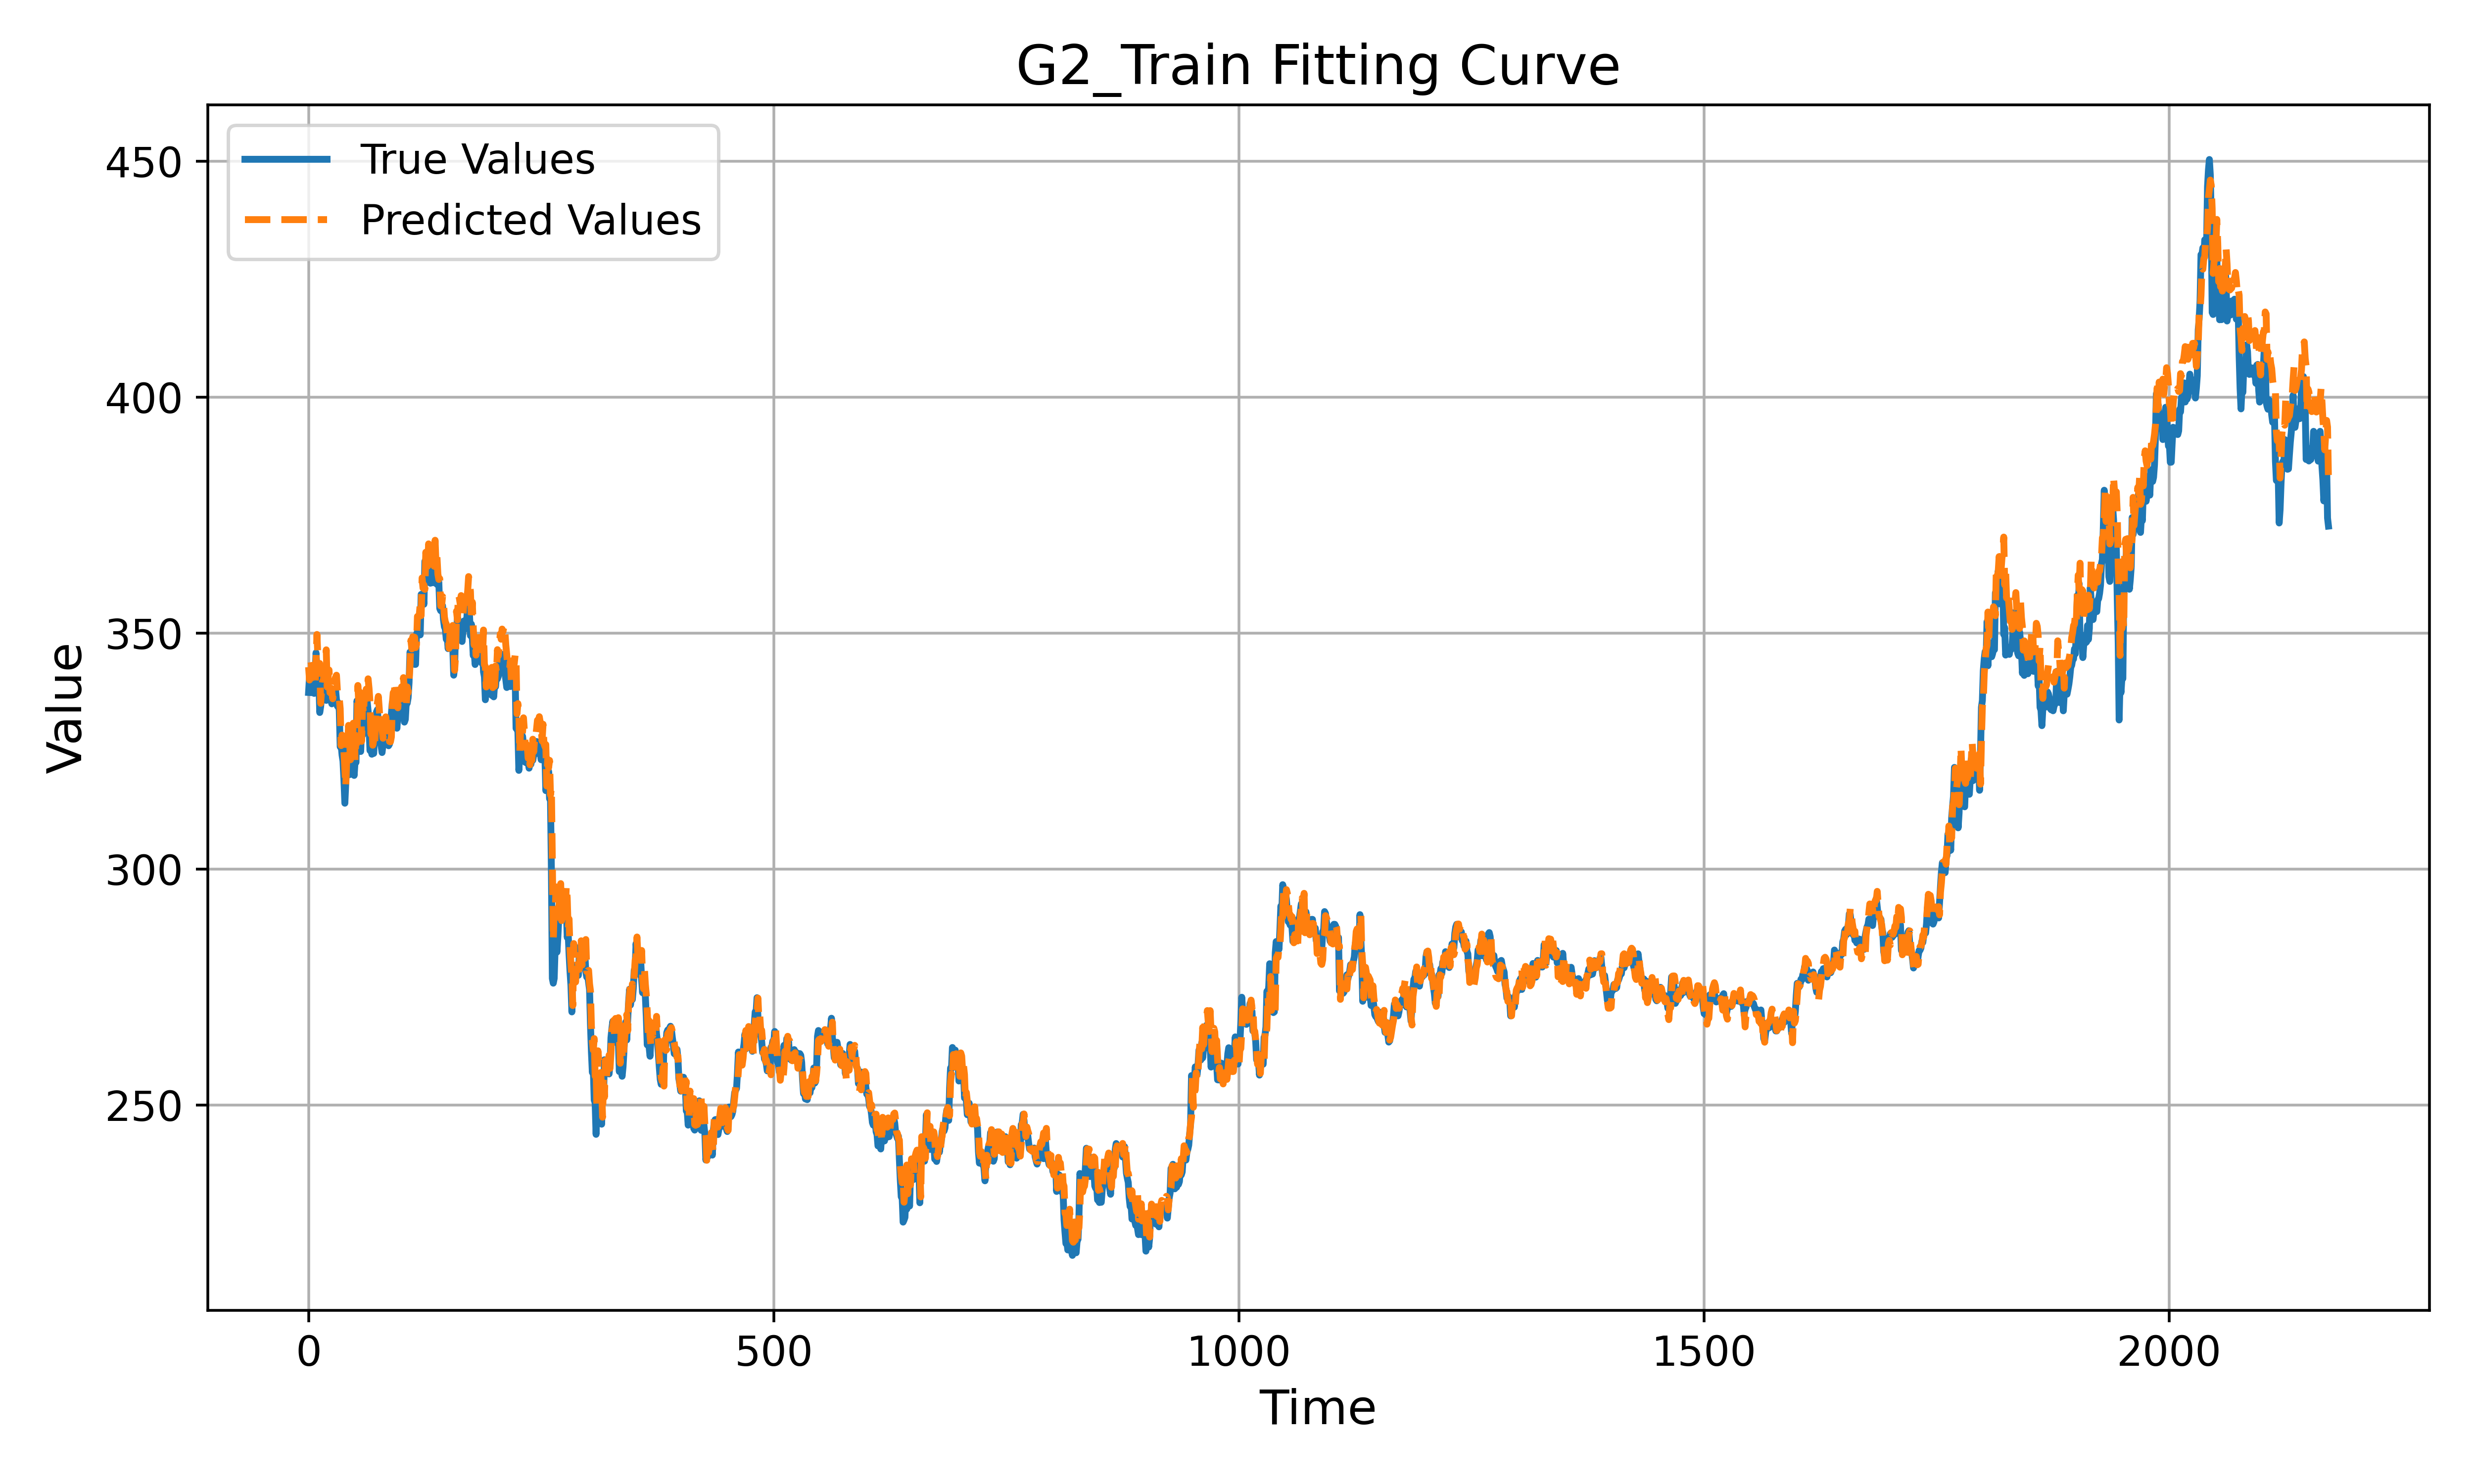 G2_Train Fitting Curve
True Values
Predicted Values
450
400
350
300
250
Value
0 500 1000 1500 2000
Time